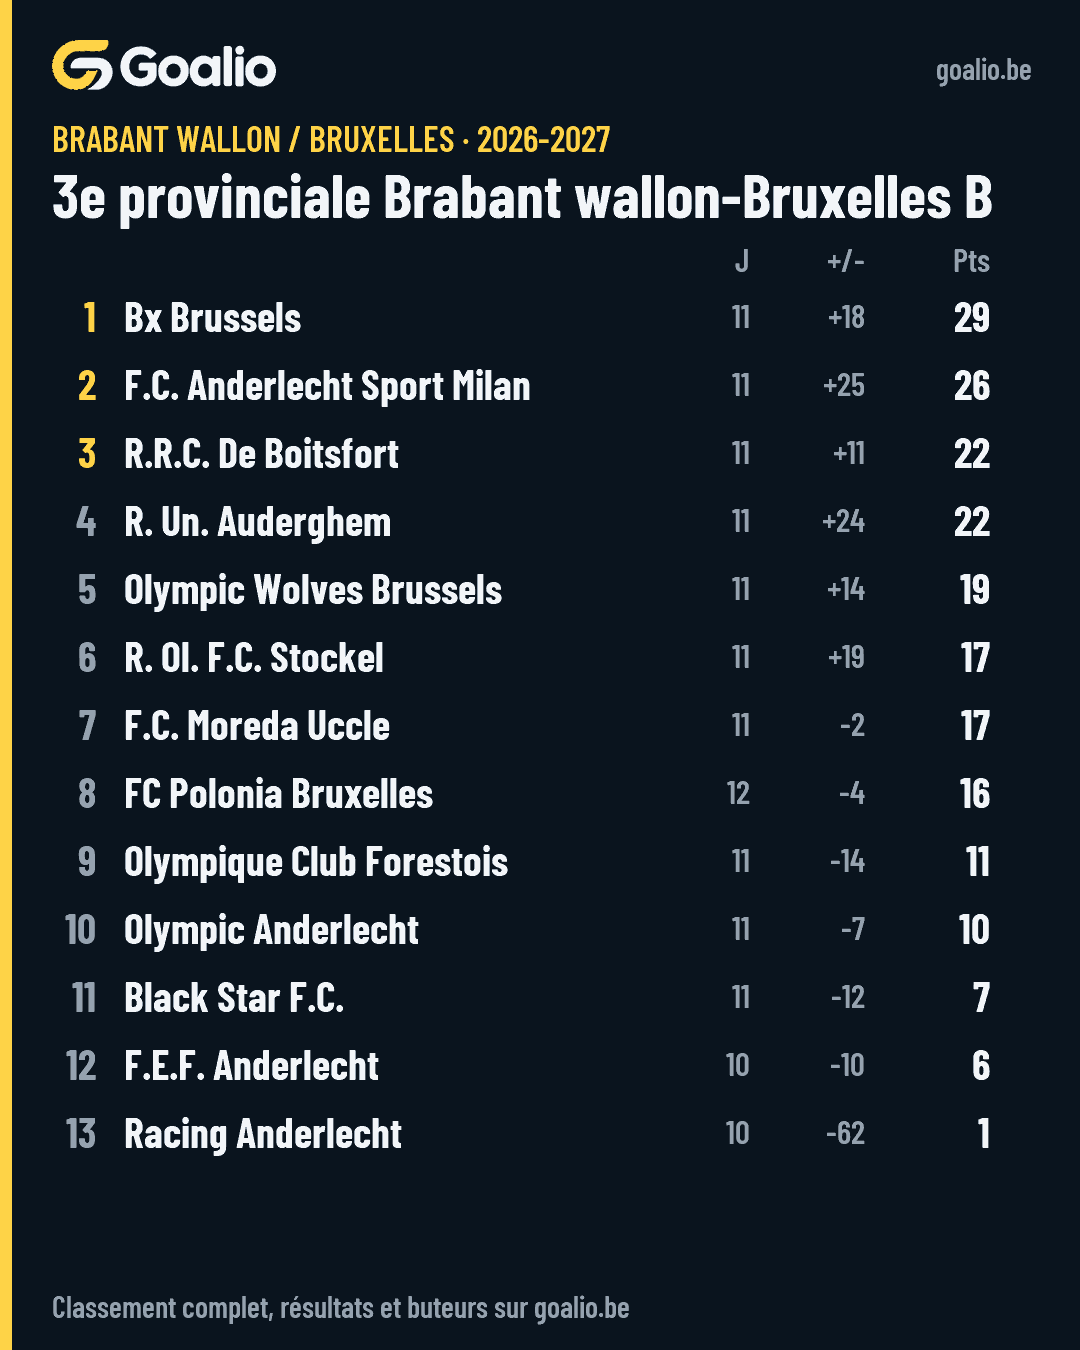 Goalio
goalio.be
BRABANT WALLON / BRUXELLES · 2026-2027
3e provinciale Brabant wallon-Bruxelles B
J +/- Pts
1 Bx Brussels 11 +18 29
2 F.C. Anderlecht Sport Milan 11 +25 26
3 R.R.C. De Boitsfort 11 +11 22
4 R. Un. Auderghem 11 +24 22
5 Olympic Wolves Brussels 11 +14 19
6 R. Ol. F.C. Stockel 11 +19 17
7 F.C. Moreda Uccle 11 -2 17
8 FC Polonia Bruxelles 12 -4 16
9 Olympique Club Forestois 11 -14 11
10 Olympic Anderlecht 11 -7 10
11 Black Star F.C. 11 -12 7
12 F.E.F. Anderlecht 10 -10 6
13 Racing Anderlecht 10 -62 1
Classement complet, résultats et buteurs sur goalio.be